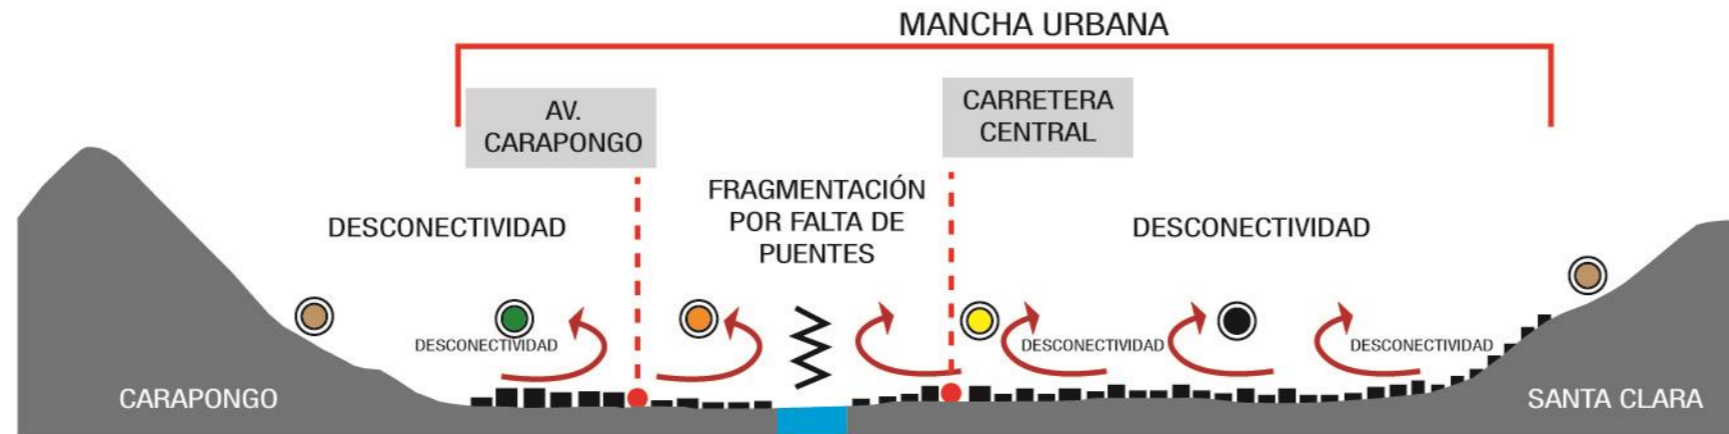 MANCHA URBANA
AV.
CARAPONGO
CARRETERA
CENTRAL
FRAGMENTACIÓN
POR FALTA DE
PUENTES
DESCONECTIVIDAD
DESCONECTIVIDAD
DESCONECTIVIDAD
DESCONECTIVIDAD
DESCONECTIVIDAD
CARAPONGO
SANTA CLARA